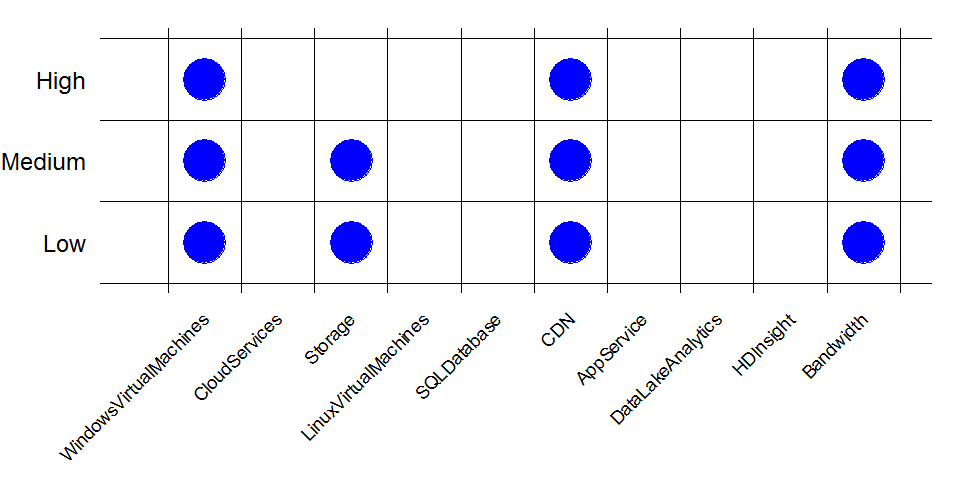 High
Medium
Low
WindowsVirtualMachines
CloudServices
Storage
LinuxVirtualMachines
SQLDatabase
CDN
AppService
DataLakeAnalytics
HDInsight
Bandwidth